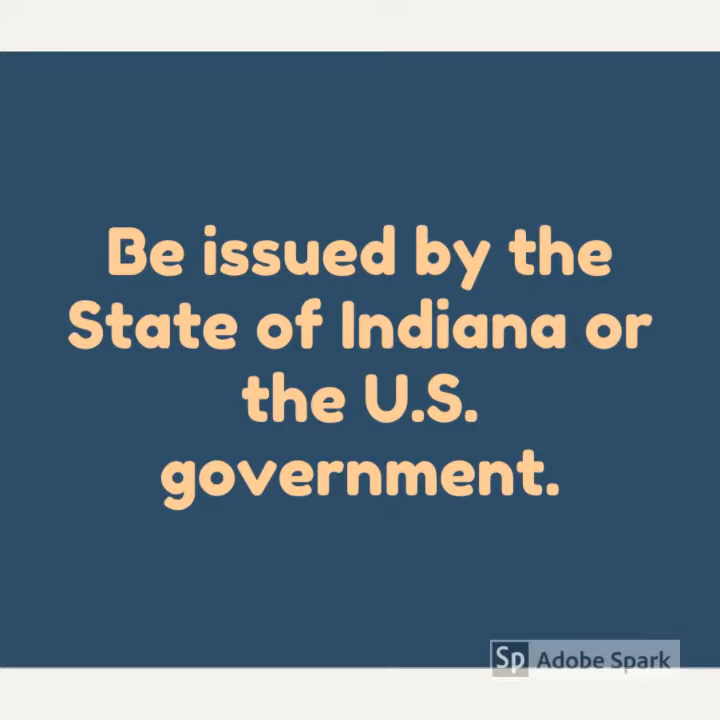 Be issued by the
State of Indiana or
the U.S.
government.
Sp Adobe Spark